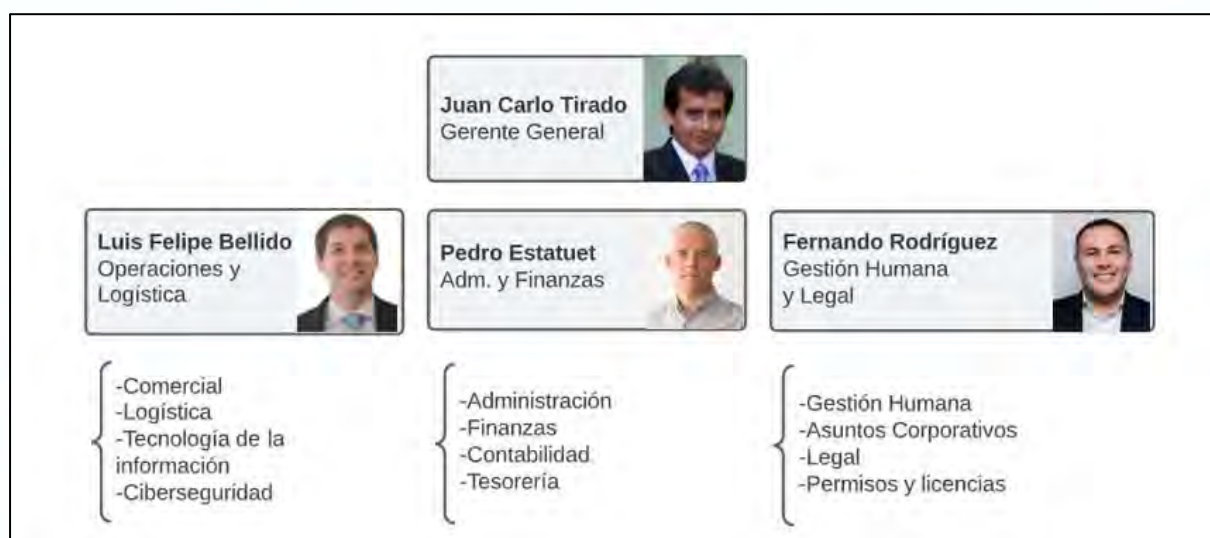 Juan Carlo Tirado
Gerente General
Luis Felipe Bellido
Operaciones y
Logística
Pedro Estatuet
Adm. y Finanzas
Fernando Rodríguez
Gestión Humana
y Legal
-Comercial
-Logística
-Tecnología de la
información
-Ciberseguridad
-Administración
-Finanzas
-Contabilidad
-Tesorería
-Gestión Humana
-Asuntos Corporativos
-Legal
-Permisos y licencias